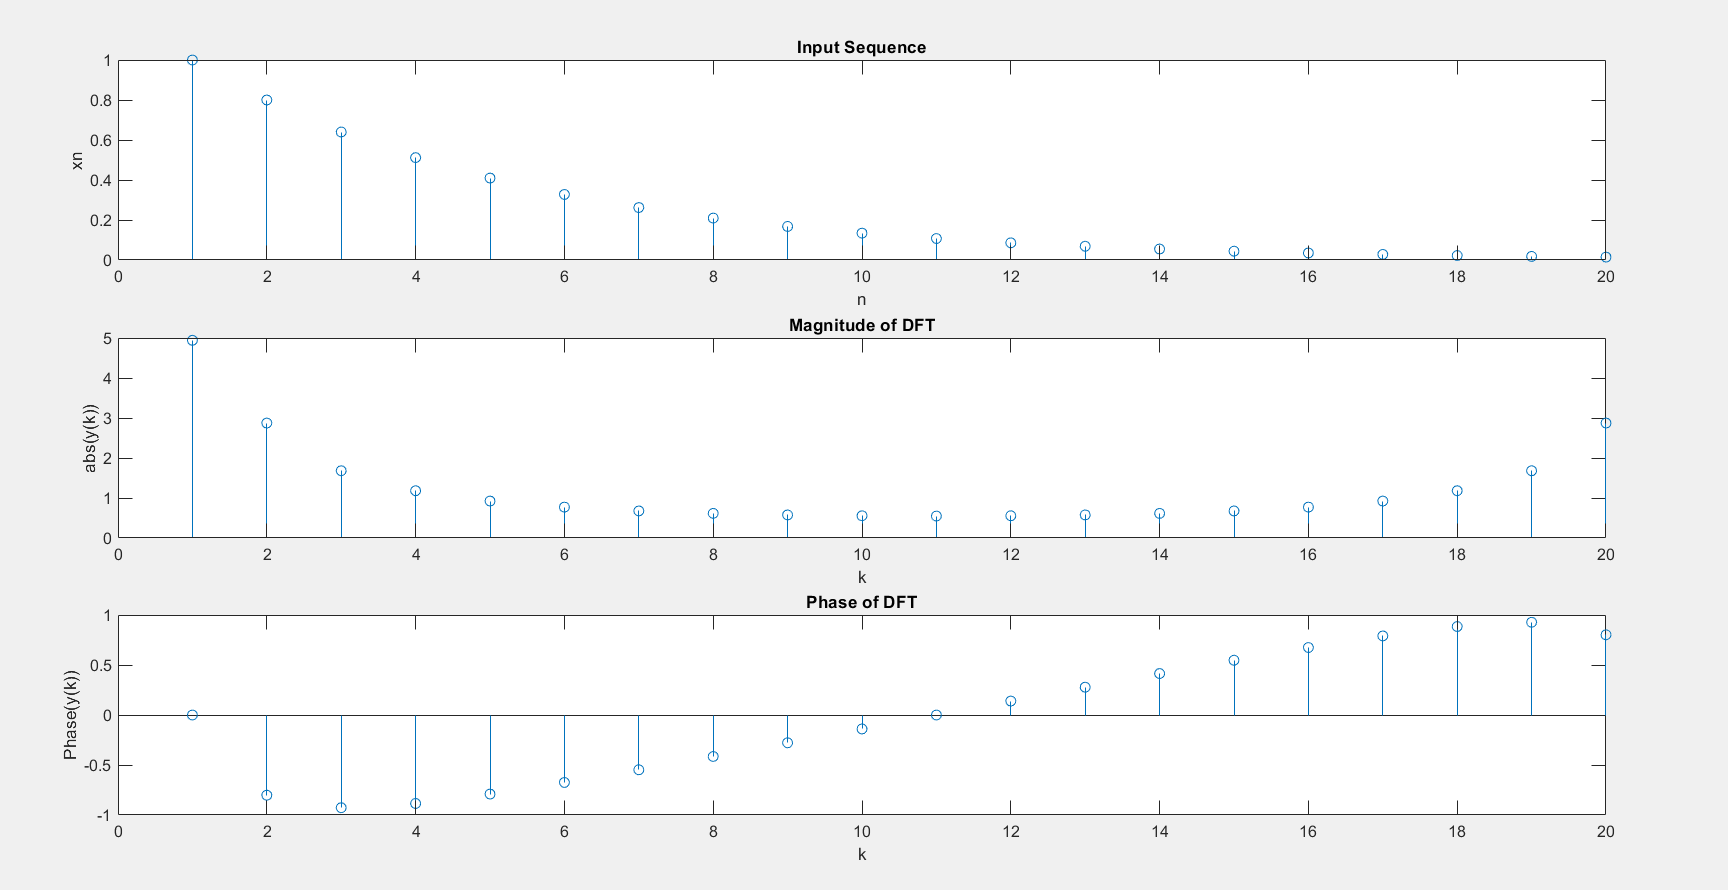 Input Sequence
1
0.8
0.6
0.4
0.2
0
xn
0 2 4 6 8 10 12 14 16 18 20
n
Magnitude of DFT
5
4
3
2
1
0
abs(y(k))
0 2 4 6 8 10 12 14 16 18 20
k
Phase of DFT
1
0.5
0
-0.5
-1
Phase(y(k))
0 2 4 6 8 10 12 14 16 18 20
k